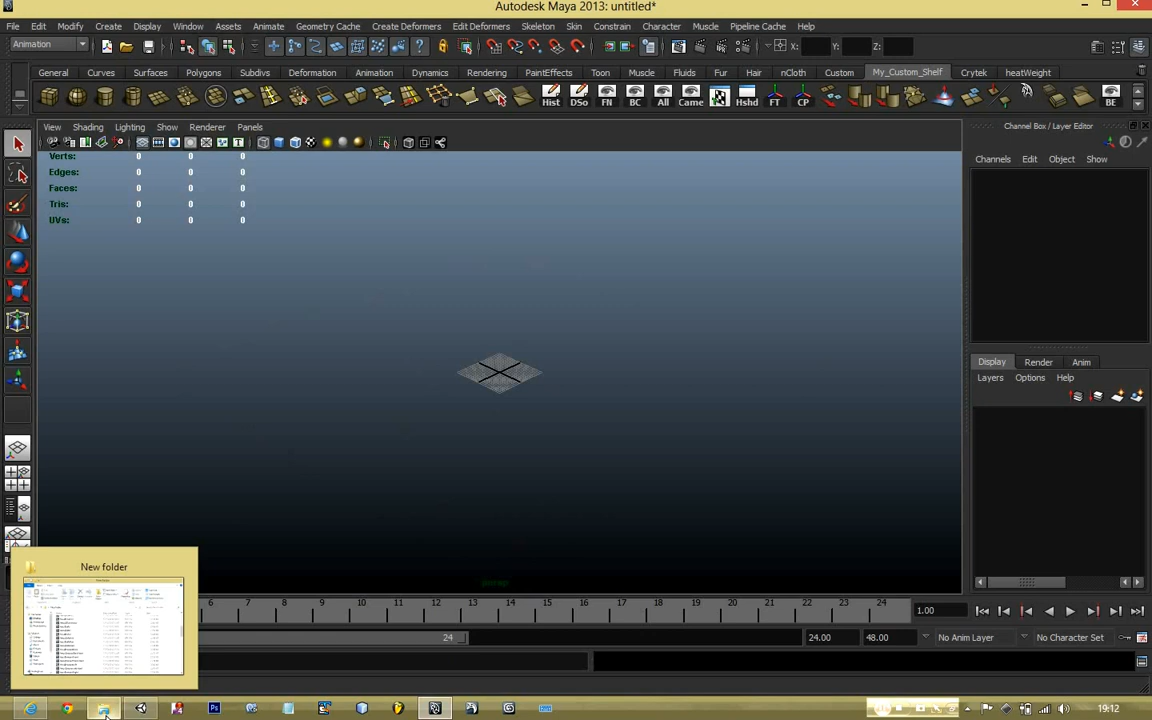 Autodesk Maya 2013: untitled*
File Edit Modify Create Display Window Assets Animate Geometry Cache Create Deformers Edit Deformers Skeleton Skin Constrain Character Muscle Pipeline Cache Help
Animation X: Y: Z:
General Curves Surfaces Polygons Subdivs Deformation Animation Dynamics Rendering PaintEffects Toon Muscle Fluids Fur Hair nCloth Custom My_Custom_Shelf Crytek heatWeight
Hist DSo FN BC All Came Hshd FT CP BE
View Shading Lighting Show Renderer Panels
Channel Box / Layer Editor
Channels Edit Object Show
Verts: 0 0 0
Edges: 0 0 0
Faces: 0 0 0
Tris: 0 0 0
UVs: 0 0 0
Display Render Anim
Layers Options Help
New folder
persp
6 7 8 9 10 11 12 13 14 15 16 17 18 19 20 21 22 23 24 1.00
24 24.00 48.00 No Anim Layer No Character Set
19:12